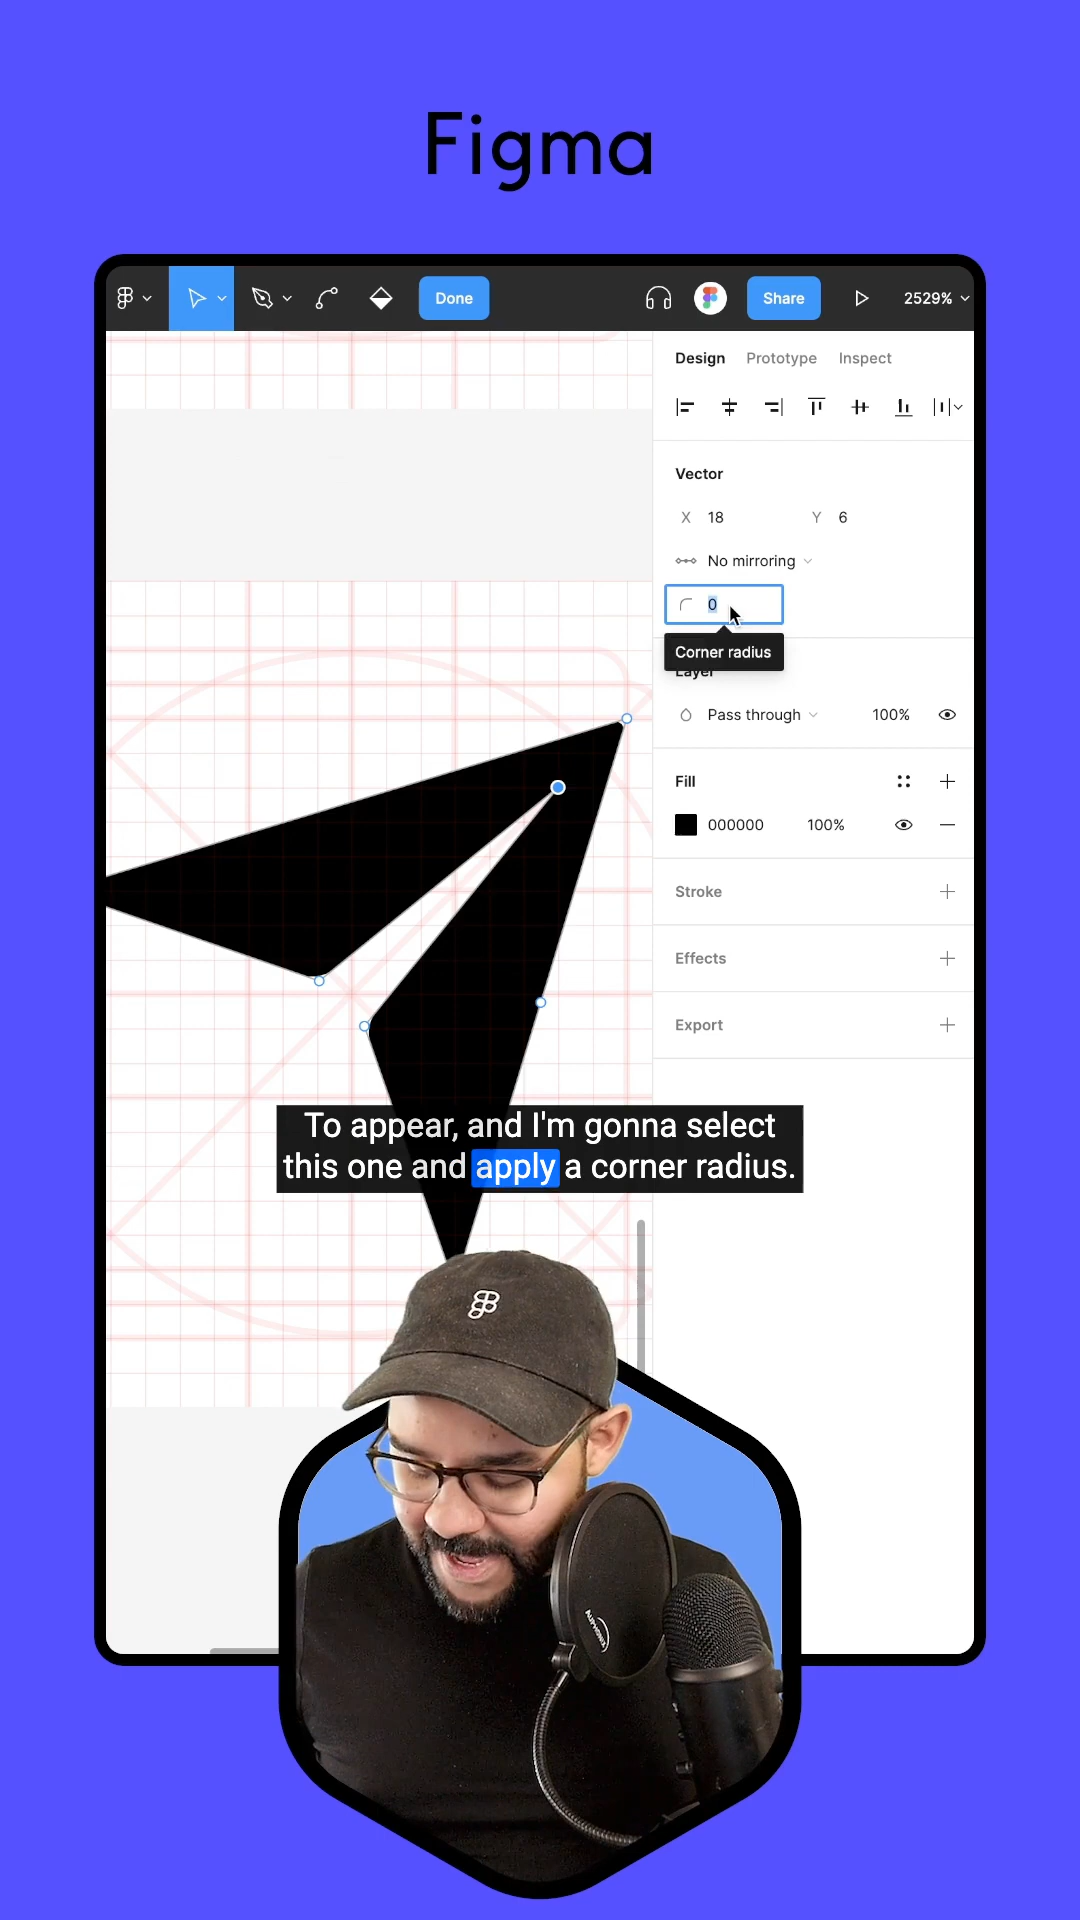 Figma
Done
Share
2529%
Design Prototype Inspect
Vector
X 18 Y 6
No mirroring
0
Corner radius
Layer
Pass through 100%
Fill
000000 100%
Stroke
Effects
Export
To appear, and I'm gonna select
this one and apply a corner radius.